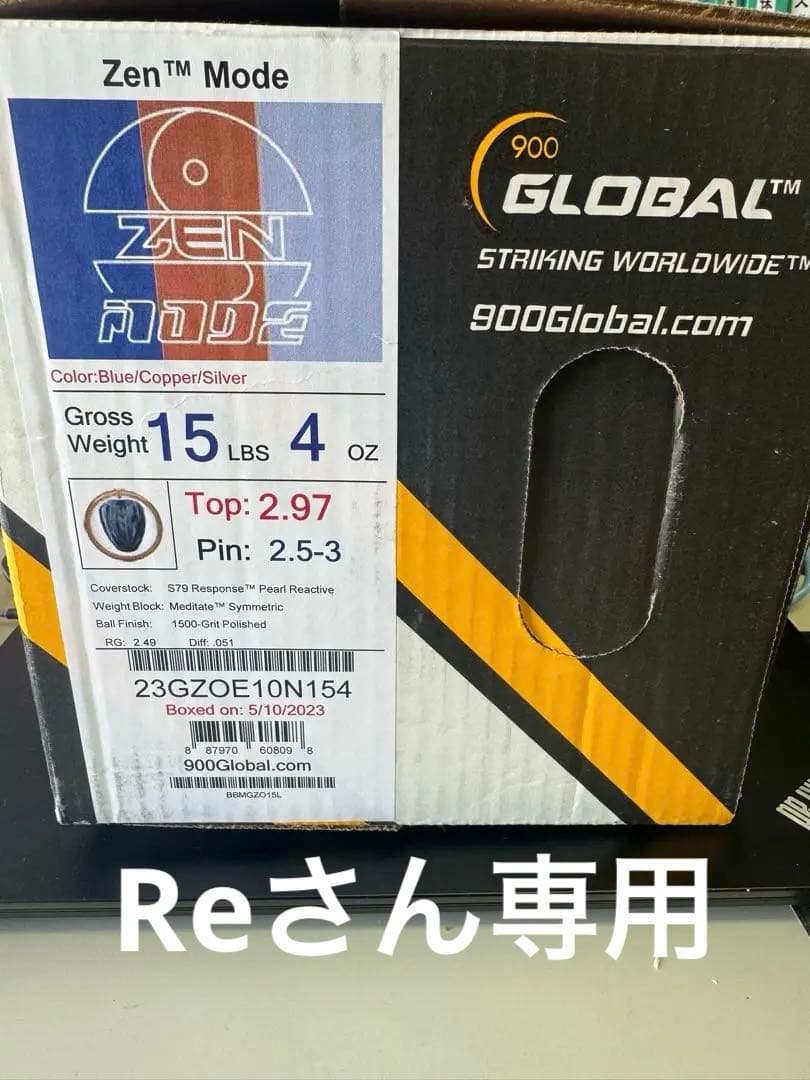 Zen™ Mode
ZEN
MODE
Color:Blue/Copper/Silver
Gross
Weight 15 LBS 4 OZ
Top: 2.97
Pin: 2.5-3
Coverstock: S79 Response™ Pearl Reactive
Weight Block: Meditate™ Symmetric
Ball Finish: 1500-Grit Polished
RG: 2.49 Diff: .051
23GZOE10N154
Boxed on: 5/10/2023
8 87970 60809 8
900Global.com
BBMGZO15L
900
GLOBAL™
STRIKING WORLDWIDE™
900Global.com
Reさん専用